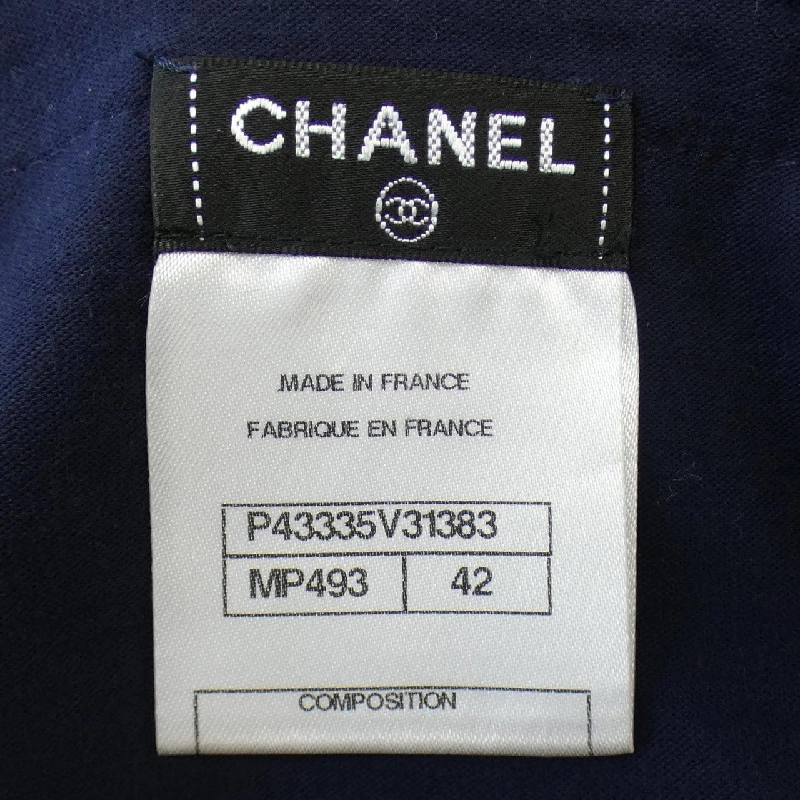 CHANEL
MADE IN FRANCE
FABRIQUE EN FRANCE
P43335V31383
MP493 42
COMPOSITION